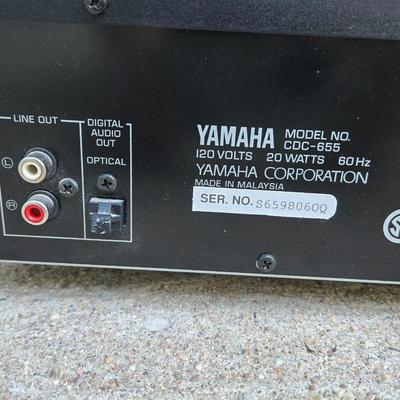 LINE OUT
DIGITAL
AUDIO
OUT
OPTICAL
L
R
YAMAHA MODEL NO.
CDC-655
120 VOLTS 20 WATTS 60Hz
YAMAHA CORPORATION
MADE IN MALAYSIA
SER. NO. S6598060Q